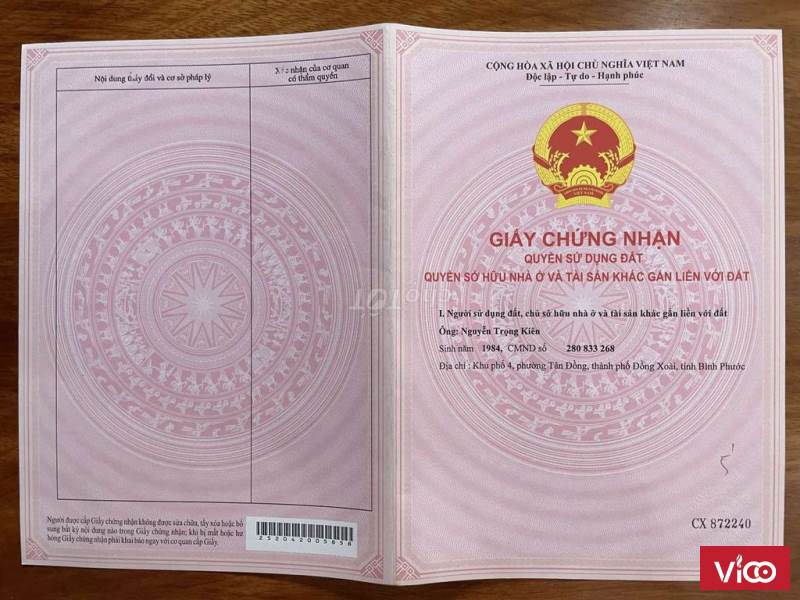 Nội dung thay đổi và cơ sở pháp lý
Xác nhận của cơ quan
có thẩm quyền
Người được cấp Giấy chứng nhận không được sửa chữa, tẩy xóa hoặc bổ
sung bất kỳ nội dung nào trong Giấy chứng nhận; khi bị mất hoặc hư
hỏng Giấy chứng nhận phải khai báo ngay với cơ quan cấp Giấy.
CỘNG HÒA XÃ HỘI CHỦ NGHĨA VIỆT NAM
Độc lập - Tự do - Hạnh phúc
GIẤY CHỨNG NHẬN
QUYỀN SỬ DỤNG ĐẤT
QUYỀN SỞ HỮU NHÀ Ở VÀ TÀI SẢN KHÁC GẮN LIỀN VỚI ĐẤT
I. Người sử dụng đất, chủ sở hữu nhà ở và tài sản khác gắn liền với đất
Ông: Nguyễn Trọng Kiên
Sinh năm 1984, CMND số 280 833 268
Địa chỉ : Khu phố 4, phường Tân Đồng, thành phố Đồng Xoài, tỉnh Bình Phước
CX 872240
VIỆT NAM
Vico